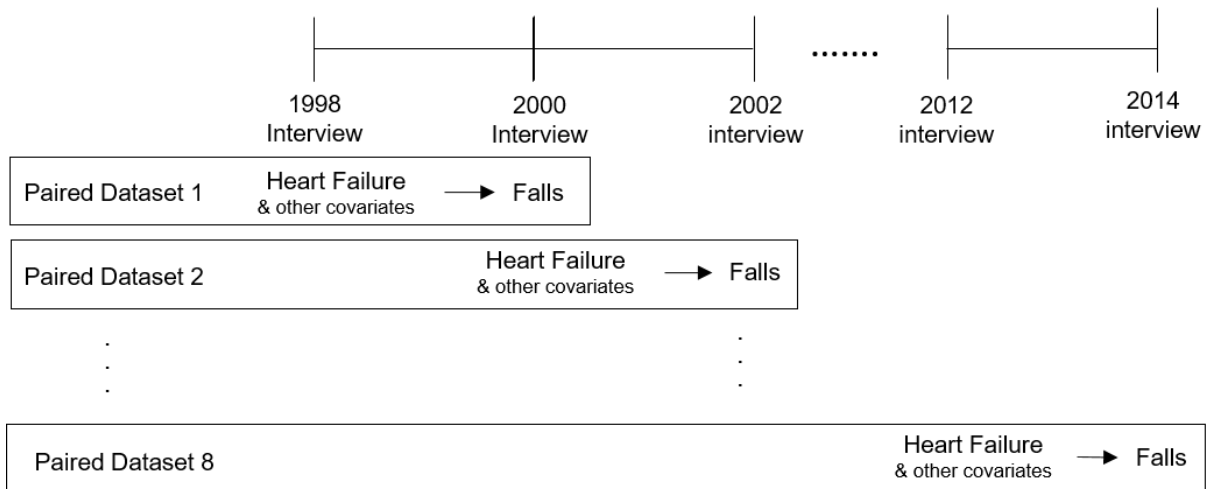 1998
Interview
2000
Interview
2002
interview
.......
2012
interview
2014
interview
Paired Dataset 1
Heart Failure
& other covariates
Falls
Paired Dataset 2
Heart Failure
& other covariates
Falls
Paired Dataset 8
Heart Failure
& other covariates
Falls